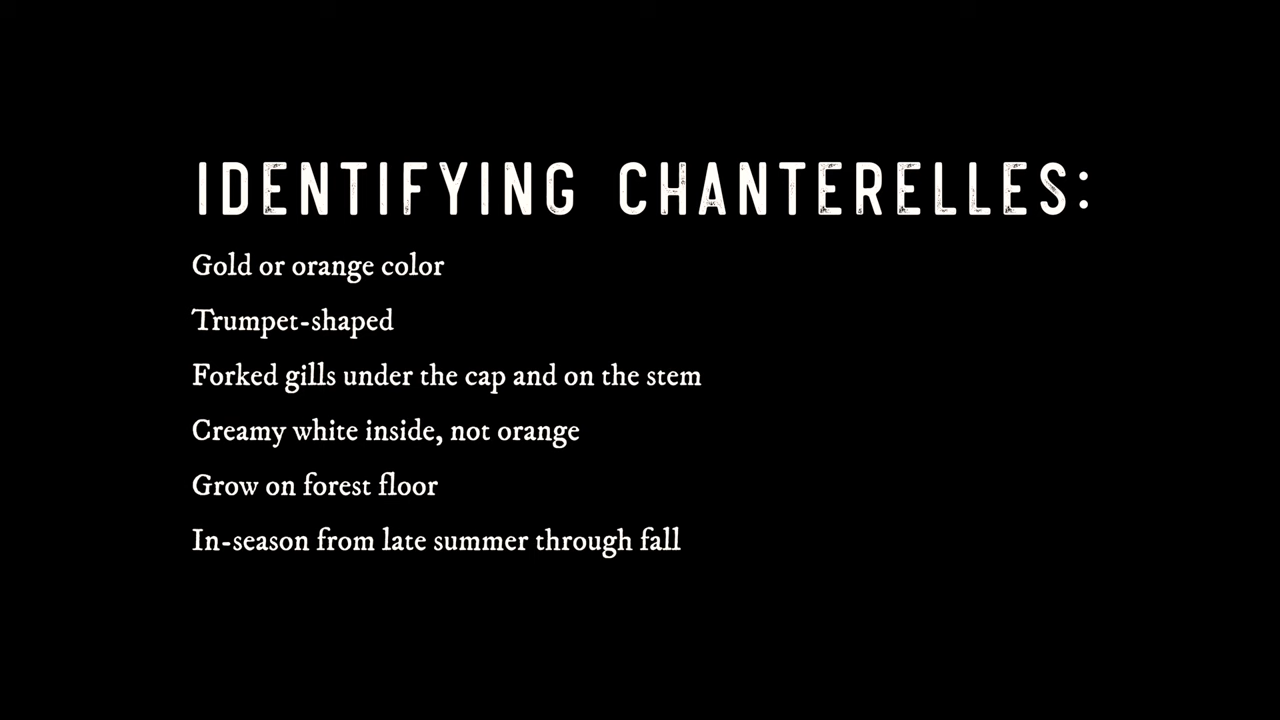 IDENTIFYING CHANTERELLES:
Gold or orange color
Trumpet-shaped
Forked gills under the cap and on the stem
Creamy white inside, not orange
Grow on forest floor
In-season from late summer through fall